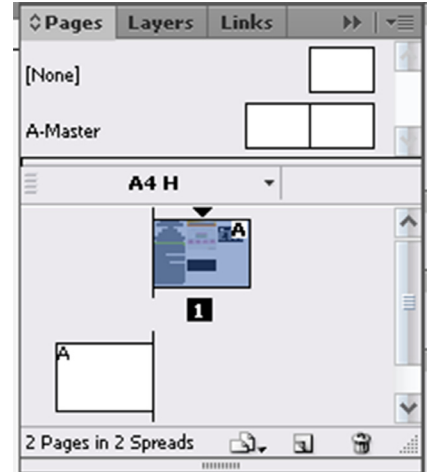 Pages Layers Links
[None]
A-Master
A4 H
A
1
A
2 Pages in 2 Spreads